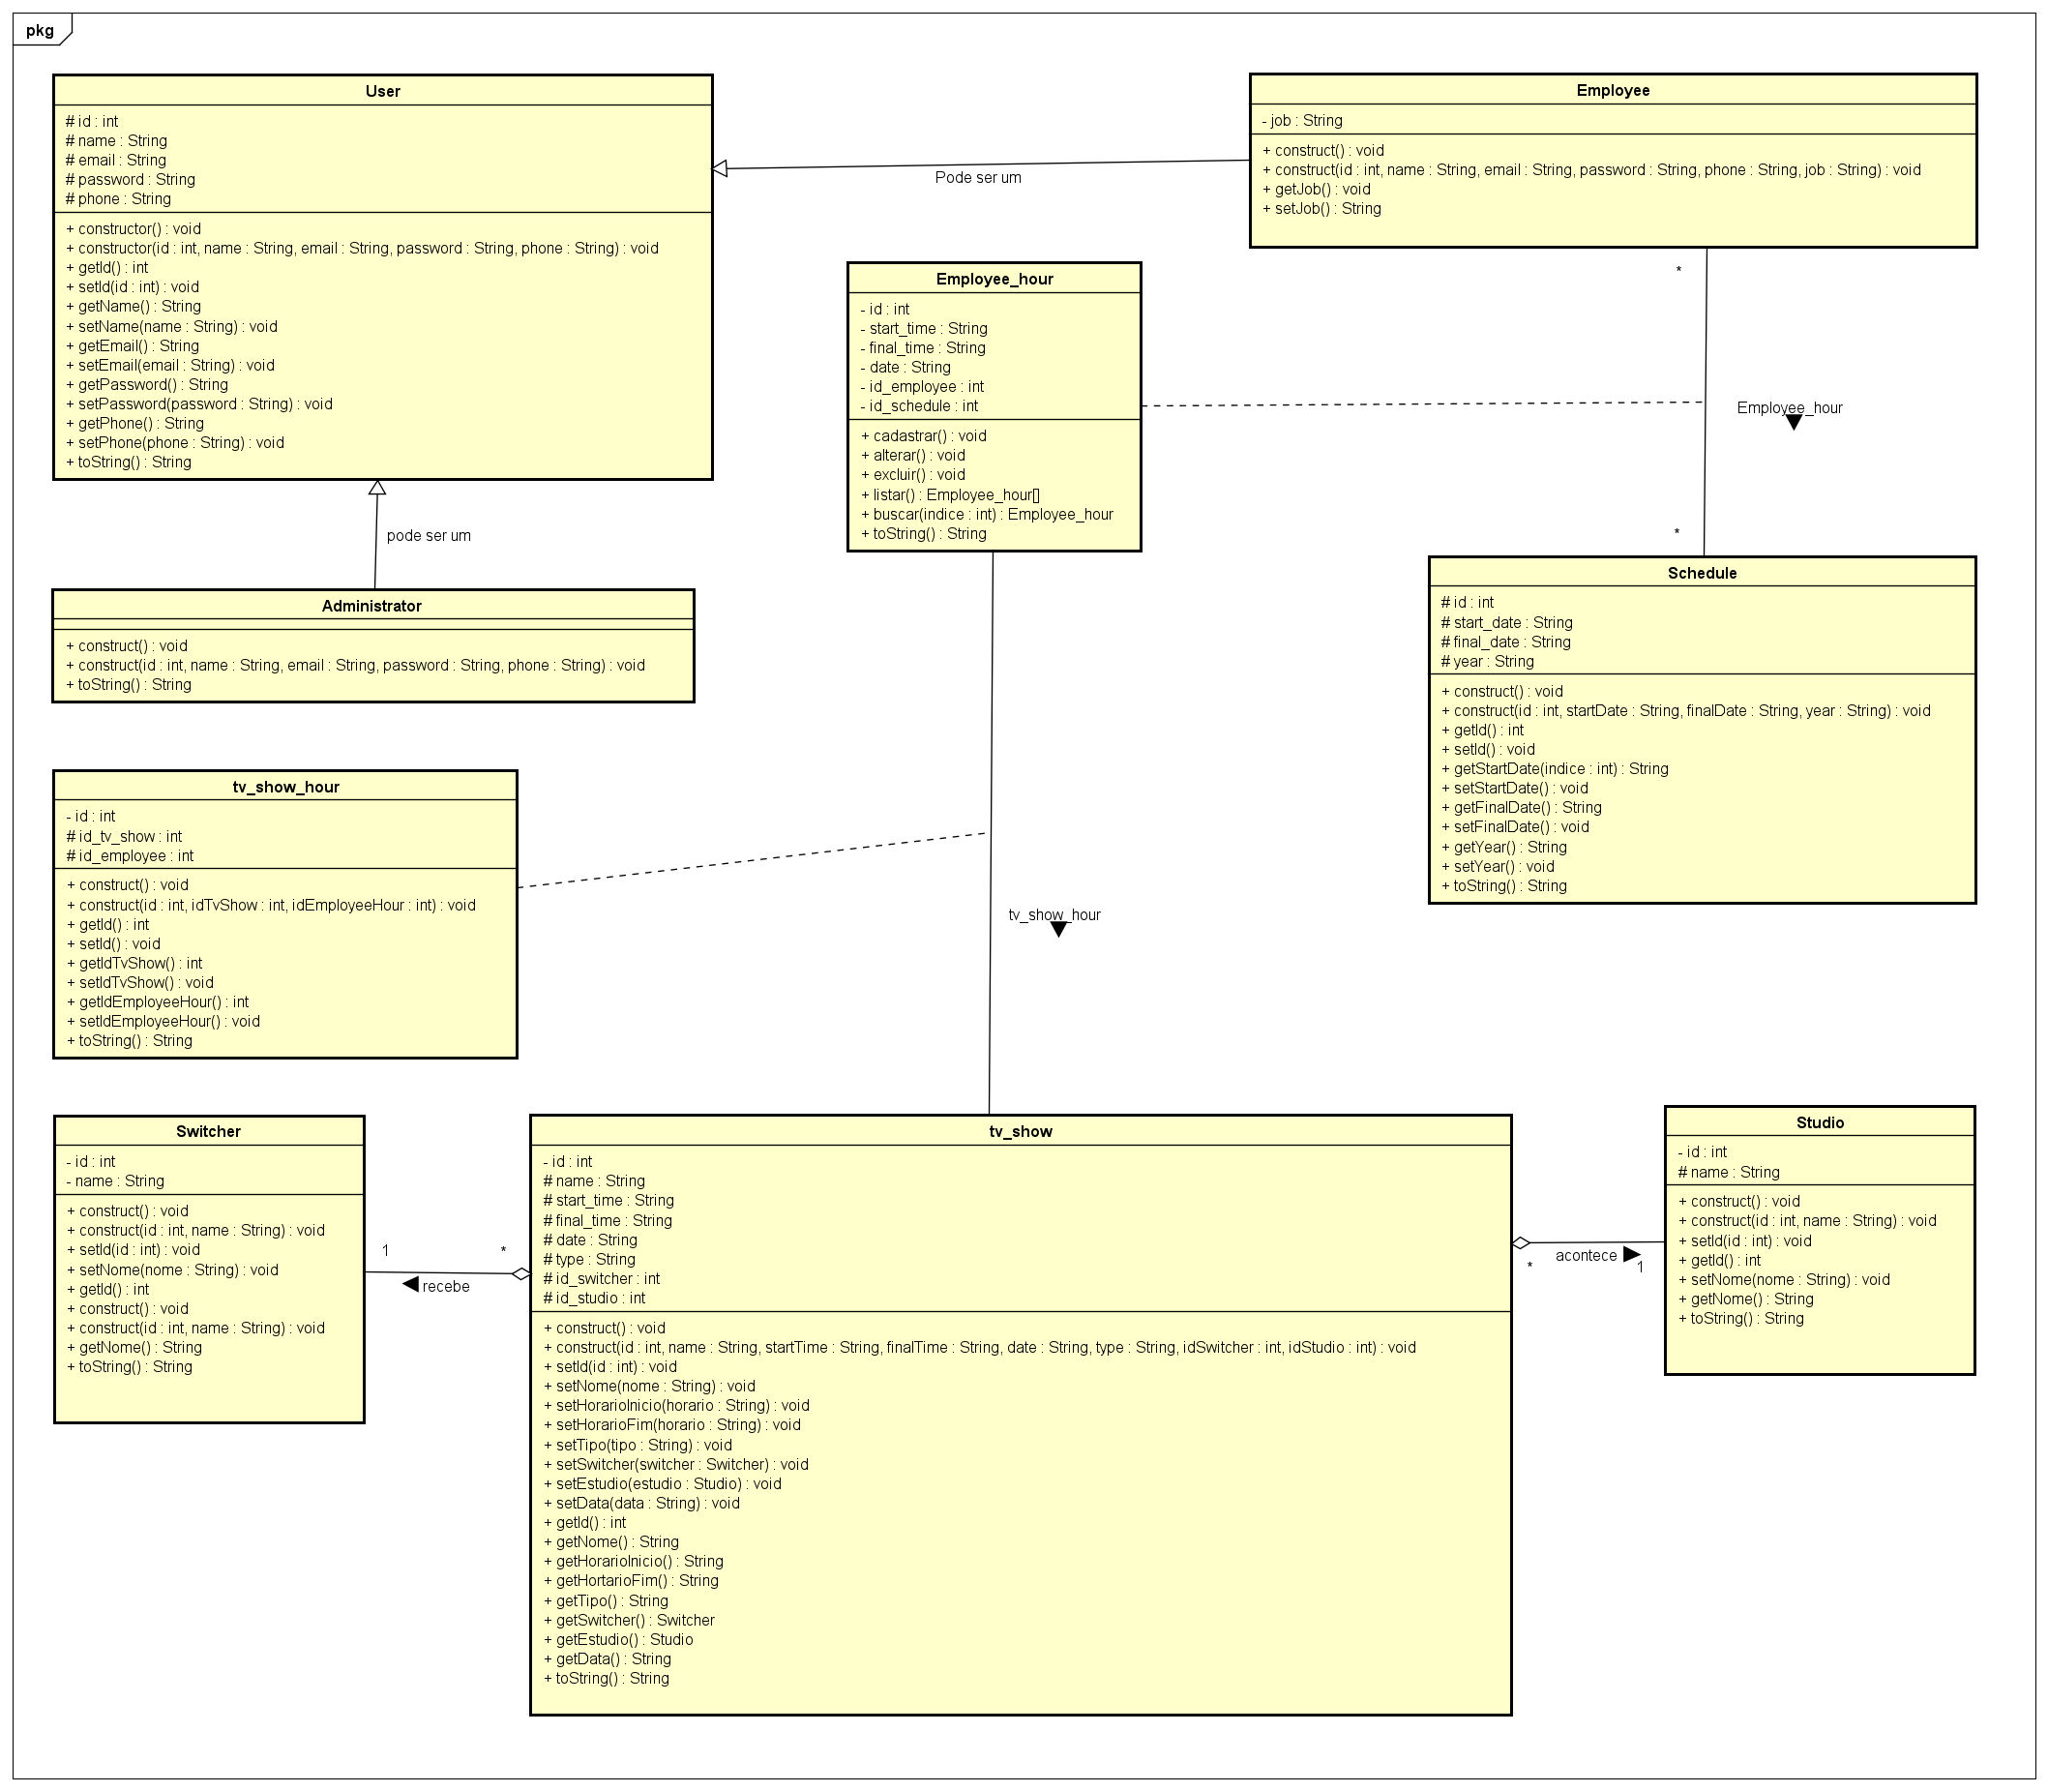 pkg
User
# id : int
# name : String
# email : String
# password : String
# phone : String
+ constructor() : void
+ constructor(id : int, name : String, email : String, password : String, phone : String) : void
+ getId() : int
+ setId(id : int) : void
+ getName() : String
+ setName(name : String) : void
+ getEmail() : String
+ setEmail(email : String) : void
+ getPassword() : String
+ setPassword(password : String) : void
+ getPhone() : String
+ setPhone(phone : String) : void
+ toString() : String
Pode ser um
Employee
- job : String
+ construct() : void
+ construct(id : int, name : String, email : String, password : String, phone : String, job : String) : void
+ getJob() : void
+ setJob() : String
*
Employee_hour
- id : int
- start_time : String
- final_time : String
- date : String
- id_employee : int
- id_schedule : int
+ cadastrar() : void
+ alterar() : void
+ excluir() : void
+ listar() : Employee_hour[]
+ buscar(indice : int) : Employee_hour
+ toString() : String
Employee_hour
*
pode ser um
Administrator
+ construct() : void
+ construct(id : int, name : String, email : String, password : String, phone : String) : void
+ toString() : String
Schedule
# id : int
# start_date : String
# final_date : String
# year : String
+ construct() : void
+ construct(id : int, startDate : String, finalDate : String, year : String) : void
+ getId() : int
+ setId() : void
+ getStartDate(indice : int) : String
+ setStartDate() : void
+ getFinalDate() : String
+ setFinalDate() : void
+ getYear() : String
+ setYear() : void
+ toString() : String
tv_show_hour
- id : int
# id_tv_show : int
# id_employee : int
+ construct() : void
+ construct(id : int, idTvShow : int, idEmployeeHour : int) : void
+ getId() : int
+ setId() : void
+ getIdTvShow() : int
+ setIdTvShow() : void
+ getIdEmployeeHour() : int
+ setIdEmployeeHour() : void
+ toString() : String
tv_show_hour
Switcher
- id : int
- name : String
+ construct() : void
+ construct(id : int, name : String) : void
+ setId(id : int) : void
+ setNome(nome : String) : void
+ getId() : int
+ construct() : void
+ construct(id : int, name : String) : void
+ getNome() : String
+ toString() : String
1
*
recebe
tv_show
- id : int
# name : String
# start_time : String
# final_time : String
# date : String
# type : String
# id_switcher : int
# id_studio : int
+ construct() : void
+ construct(id : int, name : String, startTime : String, finalTime : String, date : String, type : String, idSwitcher : int, idStudio : int) : void
+ setId(id : int) : void
+ setNome(nome : String) : void
+ setHorarioInicio(horario : String) : void
+ setHorarioFim(horario : String) : void
+ setTipo(tipo : String) : void
+ setSwitcher(switcher : Switcher) : void
+ setEstudio(estudio : Studio) : void
+ setData(data : String) : void
+ getId() : int
+ getNome() : String
+ getHorarioInicio() : String
+ getHortarioFim() : String
+ getTipo() : String
+ getSwitcher() : Switcher
+ getEstudio() : Studio
+ getData() : String
+ toString() : String
acontece
*
1
Studio
- id : int
# name : String
+ construct() : void
+ construct(id : int, name : String) : void
+ setId(id : int) : void
+ getId() : int
+ setNome(nome : String) : void
+ getNome() : String
+ toString() : String